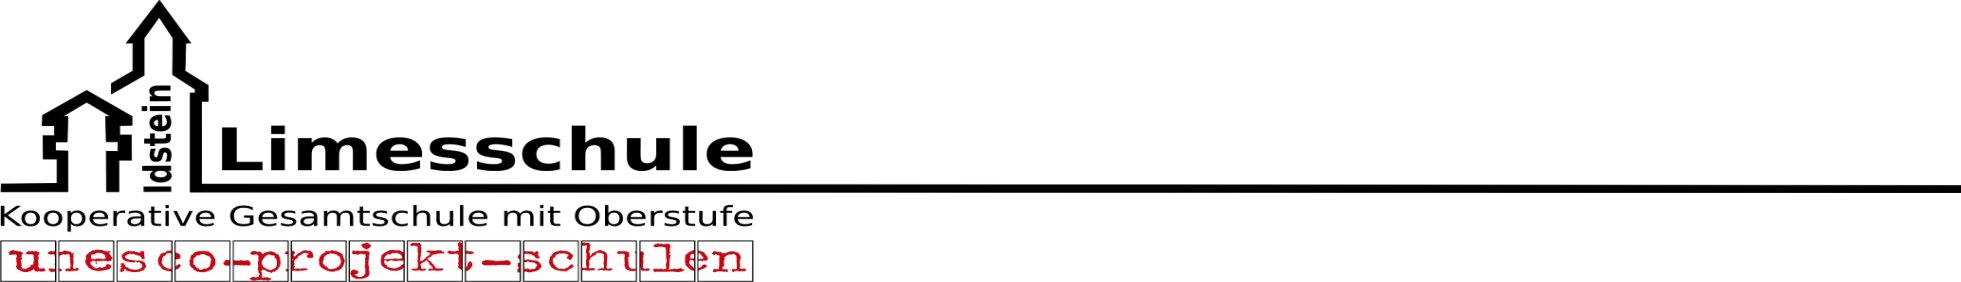 Idstein
Limesschule
Kooperative Gesamtschule mit Oberstufe
unesco-projekt-schulen